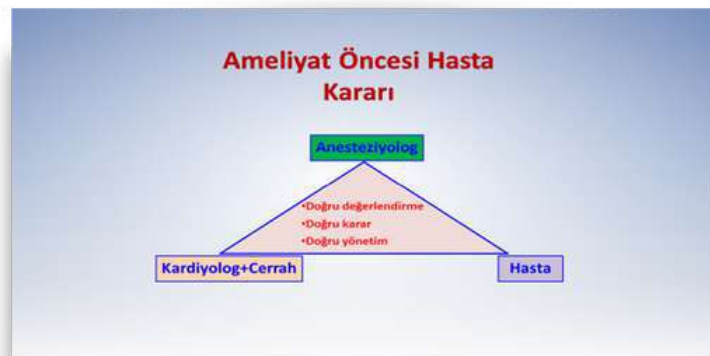 Ameliyat Öncesi Hasta
Kararı
Anesteziyolog
•Doğru değerlendirme
•Doğru karar
•Doğru yönetim
Kardiyolog+Cerrah
Hasta